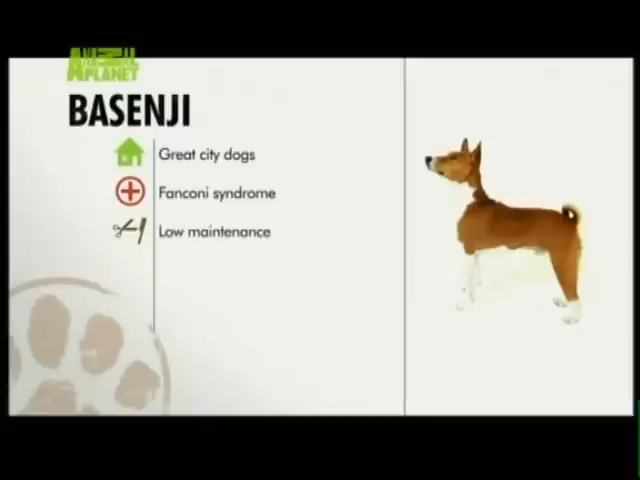 ANIMAL
PLANET
BASENJI
Great city dogs
Fanconi syndrome
Low maintenance